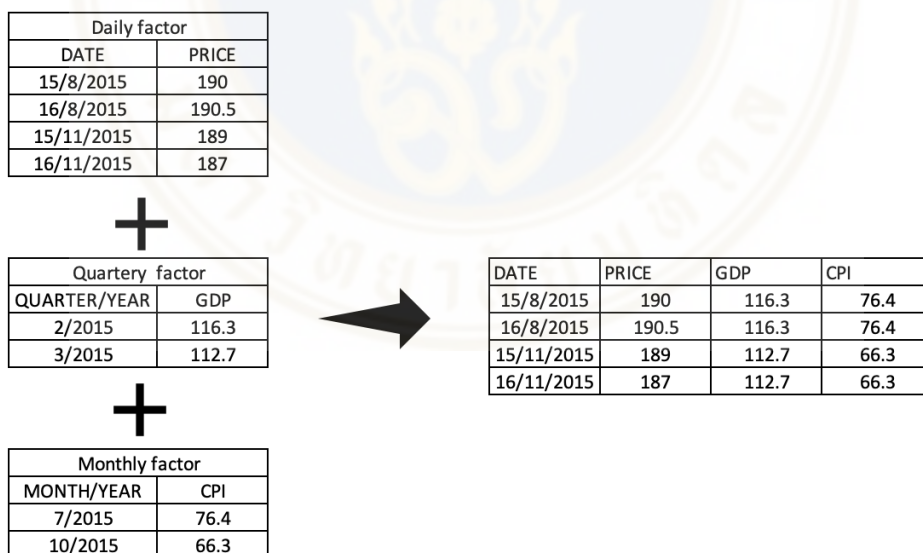 Daily factor
DATE PRICE
15/8/2015 190
16/8/2015 190.5
15/11/2015 189
16/11/2015 187
+
Quartery factor
QUARTER/YEAR GDP
2/2015 116.3
3/2015 112.7
+
Monthly factor
MONTH/YEAR CPI
7/2015 76.4
10/2015 66.3
DATE PRICE GDP CPI
15/8/2015 190 116.3 76.4
16/8/2015 190.5 116.3 76.4
15/11/2015 189 112.7 66.3
16/11/2015 187 112.7 66.3